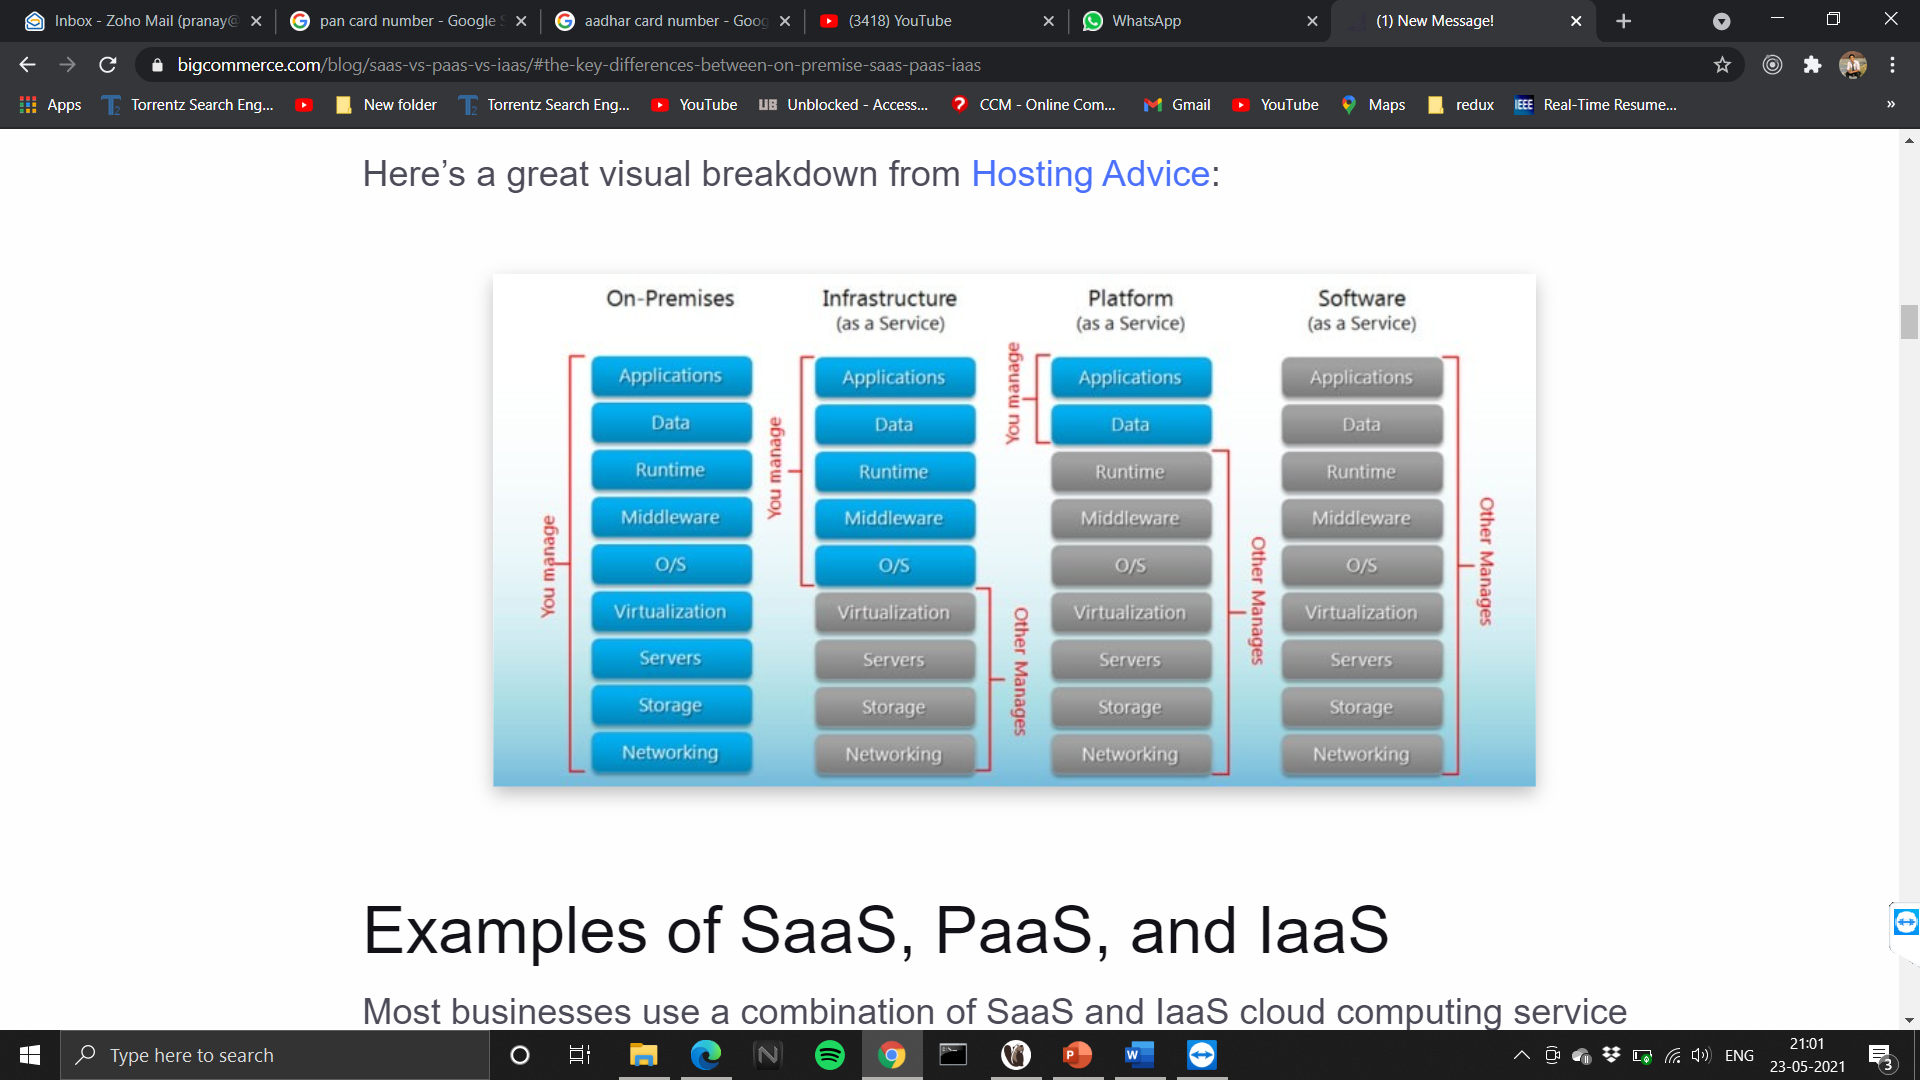 Inbox - Zoho Mail (pranay@
pan card number - Google S
aadhar card number - Goog
(3418) YouTube
WhatsApp
(1) New Message!
bigcommerce.com/blog/saas-vs-paas-vs-iaas/#the-key-differences-between-on-premise-saas-paas-iaas
Apps
Torrentz Search Eng...
New folder
Torrentz Search Eng...
YouTube
UB Unblocked - Access...
CCM - Online Com...
Gmail
YouTube
Maps
redux
IEEE Real-Time Resume...
»
Here’s a great visual breakdown from Hosting Advice:
On-Premises
You manage
Applications
Data
Runtime
Middleware
O/S
Virtualization
Servers
Storage
Networking
Infrastructure
(as a Service)
You manage
Applications
Data
Runtime
Middleware
O/S
Virtualization
Servers
Storage
Networking
Other Manages
Platform
(as a Service)
You manage
Applications
Data
Runtime
Middleware
O/S
Virtualization
Servers
Storage
Networking
Other Manages
Software
(as a Service)
Applications
Data
Runtime
Middleware
O/S
Virtualization
Servers
Storage
Networking
Other Manages
Examples of SaaS, PaaS, and IaaS
Most businesses use a combination of SaaS and IaaS cloud computing service
Type here to search
ENG
21:01
23-05-2021
3